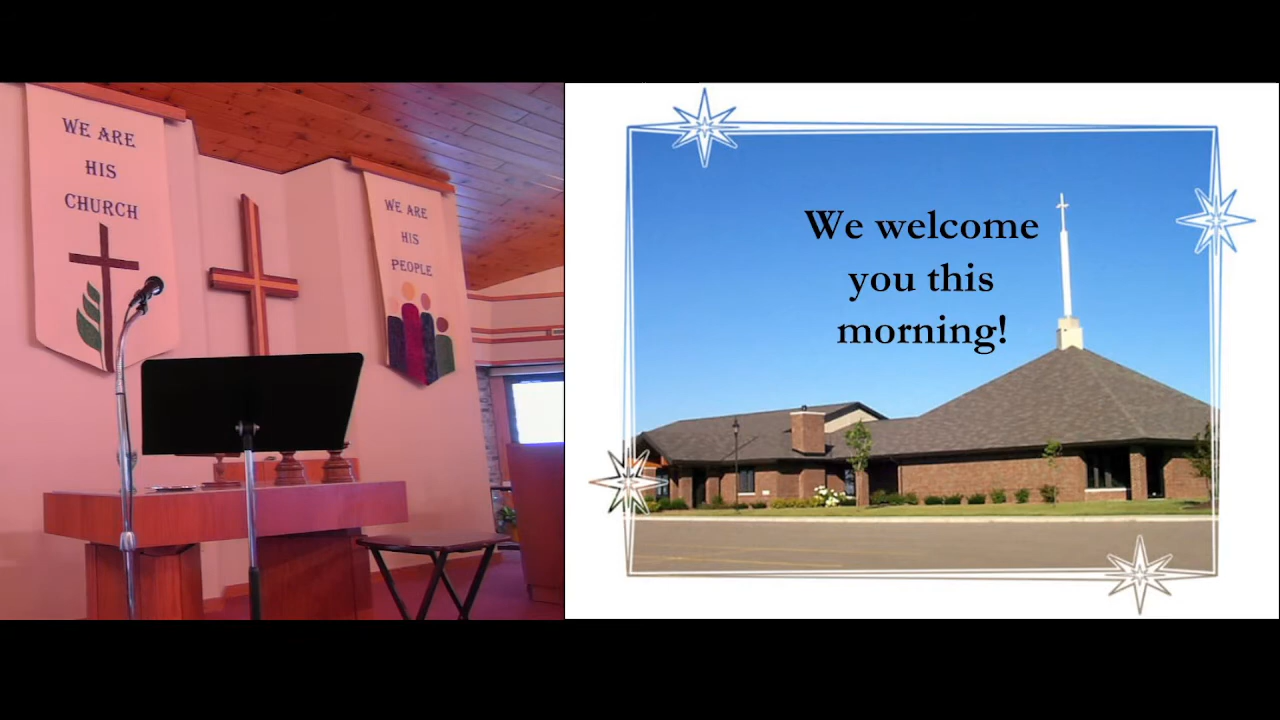 WE ARE
HIS
CHURCH
WE ARE
HIS
PEOPLE
We welcome
you this
morning!